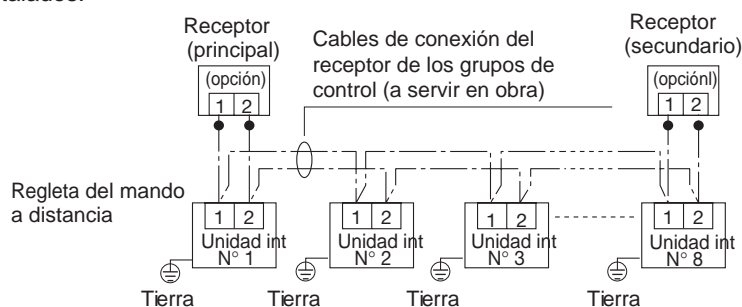 Receptor
(principal)
(opción)
1 2
Cables de conexión del
receptor de los grupos de
control (a servir en obra)
Receptor
(secundario)
(opciónl)
1 2
Regleta del mando
a distancia
1 2
Unidad int
N° 1
1 2
Unidad int
N° 2
1 2
Unidad int
N° 3
1 2
Unidad int
N° 8
Tierra
Tierra
Tierra
Tierra